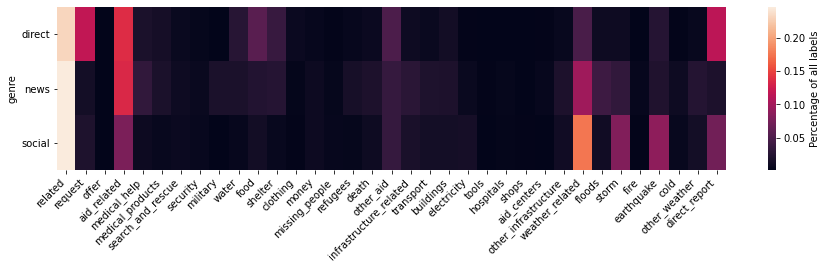 genre
direct
news
social
related
request
offer
aid_related
medical_help
medical_products
search_and_rescue
security
military
water
food
shelter
clothing
money
missing_people
refugees
death
other_aid
infrastructure_related
transport
buildings
electricity
tools
hospitals
shops
aid_centers
other_infrastructure
weather_related
floods
storm
fire
earthquake
cold
other_weather
direct_report
0.20
0.15
0.10
0.05
Percentage of all labels